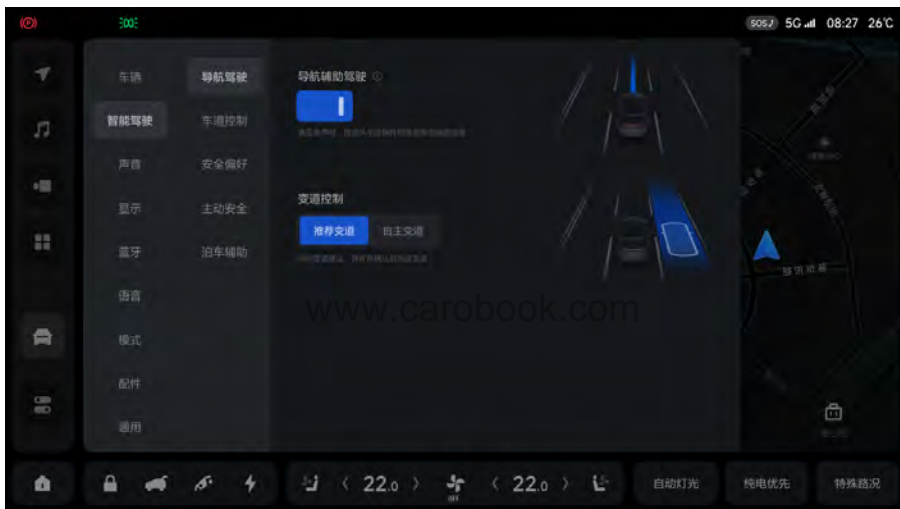 SOS 5G 08:27 26℃
车辆
智能驾驶
声音
显示
蓝牙
语言
模式
配件
通用
导航驾驶
车道控制
安全偏好
主动安全
泊车辅助
导航辅助驾驶
变道控制
推荐变道 自主变道
www.carobook.com
22.0 OFF 22.0 自动灯光 纯电优先 特殊路况